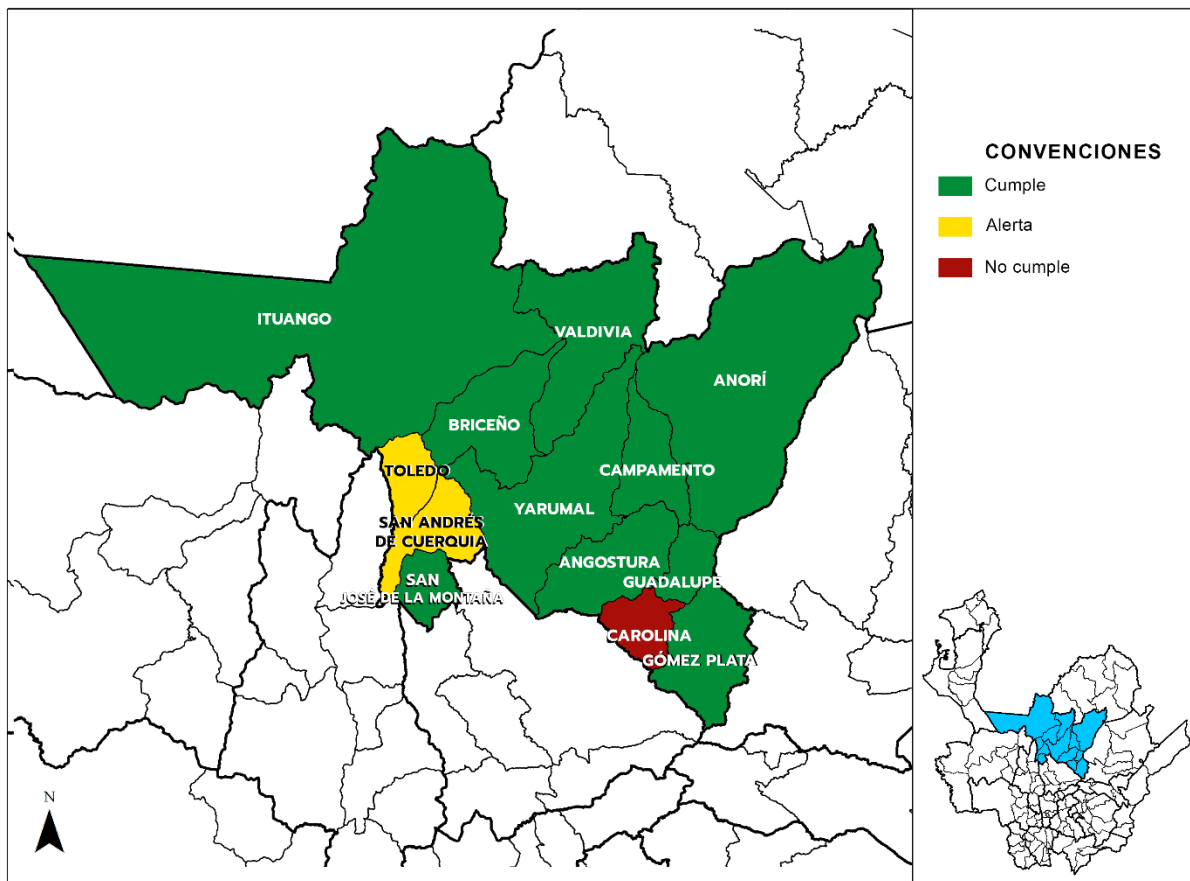 CONVENCIONES
Cumple
Alerta
No cumple
ITUANGO
VALDIVIA
ANORÍ
BRICEÑO
TOLEDO
CAMPAMENTO
YARUMAL
SAN ANDRÉS
DE CUERQUIA
ANGOSTURA
SAN
JOSÉ DE LA MONTAÑA
GUADALUPE
CAROLINA
GÓMEZ PLATA
N